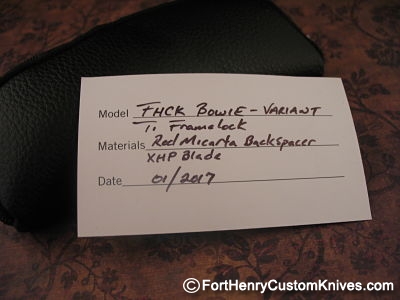 Model FHCK BOWIE - VARIANT
Ti Framelock
Materials Red Micarta Backspacer
XHP Blade
Date 01/2017
©FortHenryCustomKnives.com